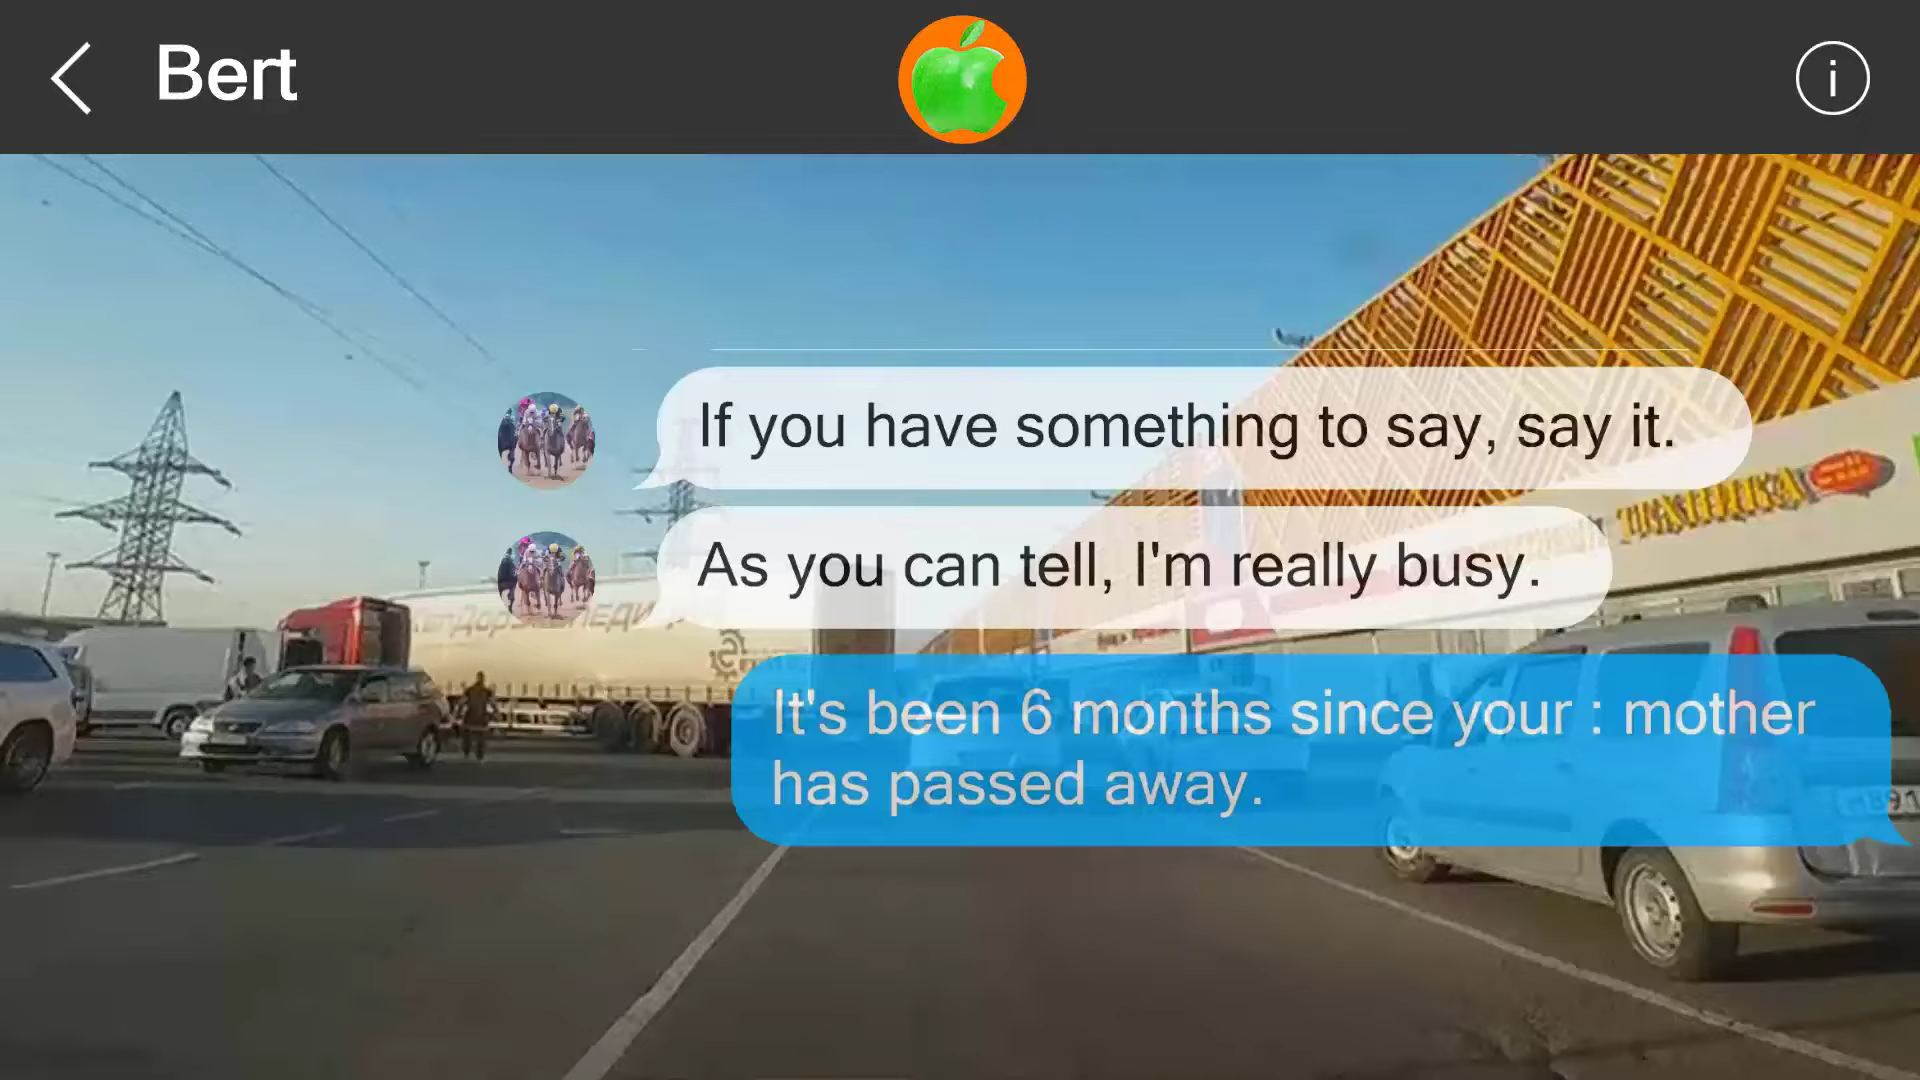 Bert
If you have something to say, say it.
As you can tell, I'm really busy.
It's been 6 months since your : mother
has passed away.